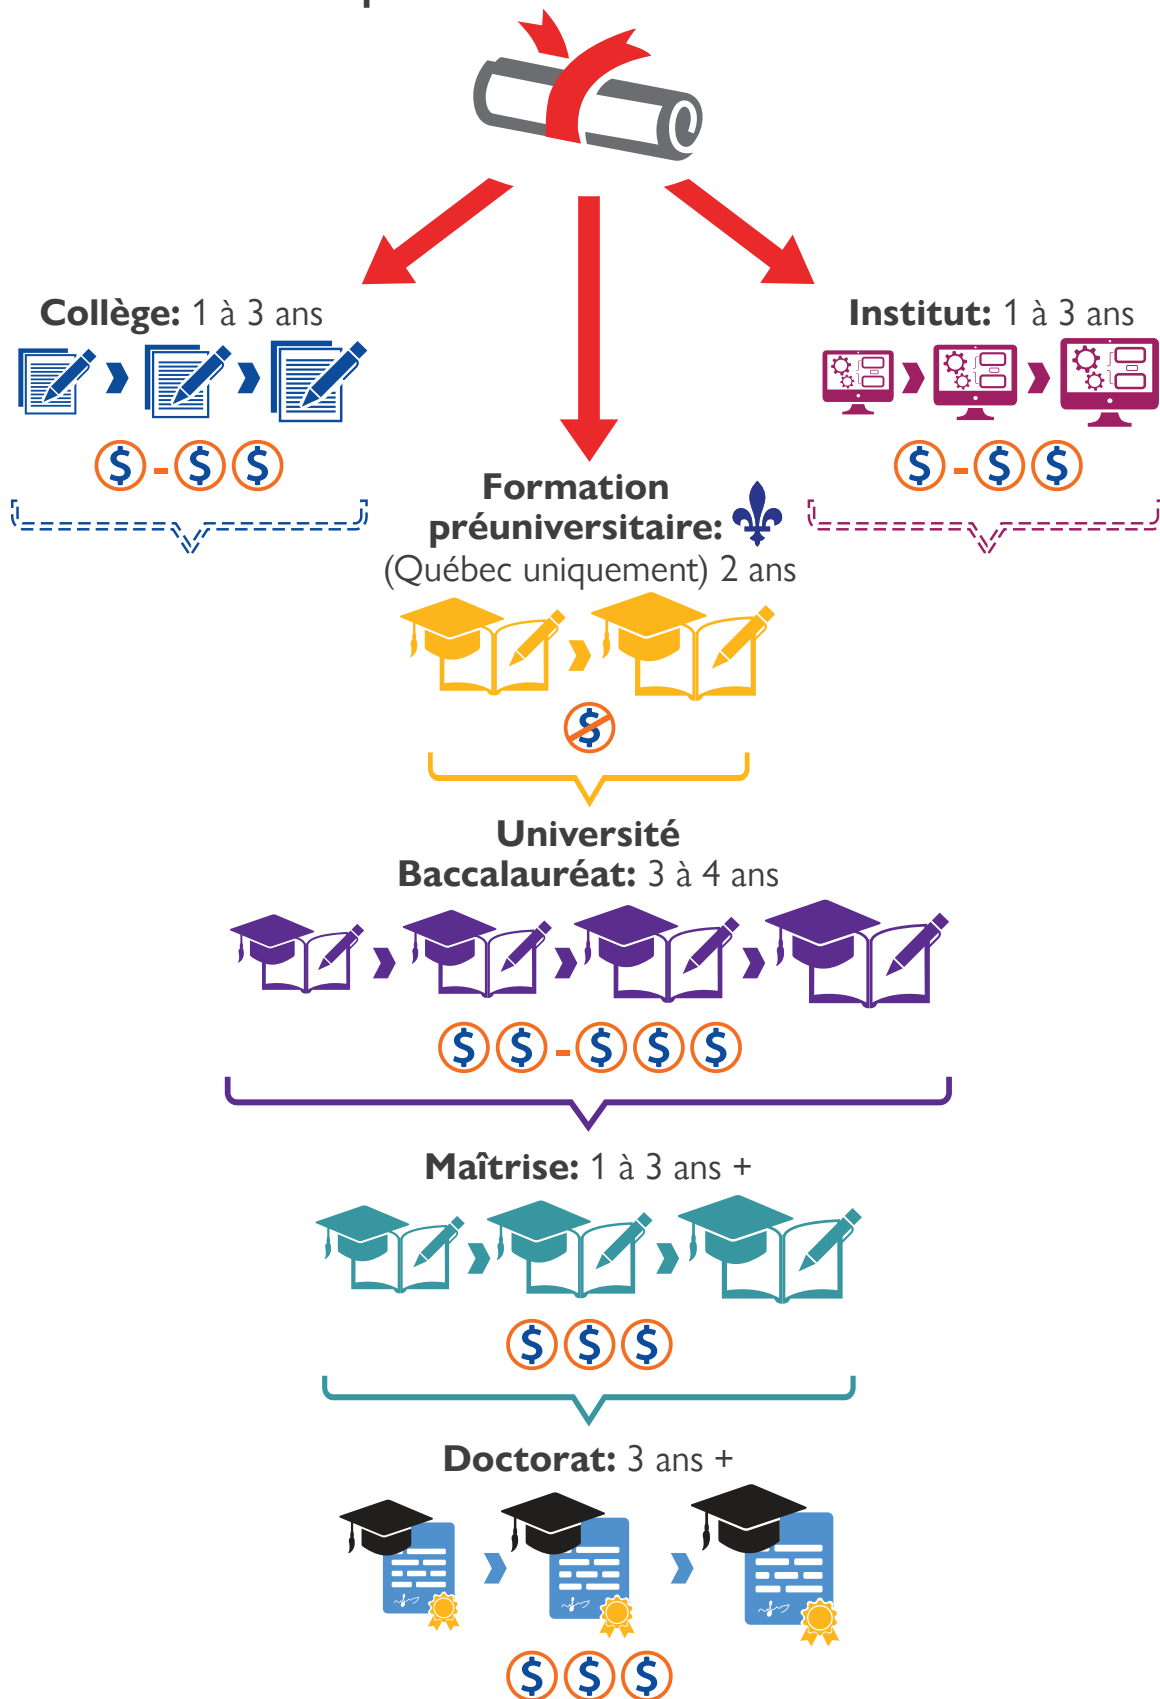 Collège: 1 à 3 ans
Institut: 1 à 3 ans
$ - $ $
$ - $ $
Formation
préuniversitaire:
(Québec uniquement) 2 ans
$
Université
Baccalauréat: 3 à 4 ans
$ $ - $ $ $
Maîtrise: 1 à 3 ans +
$ $ $
Doctorat: 3 ans +
$ $ $